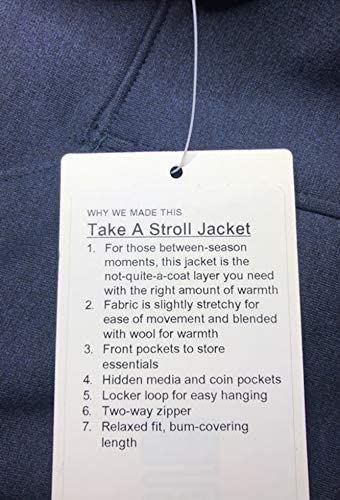 WHY WE MADE THIS
Take A Stroll Jacket
1. For those between-season
moments, this jacket is the
not-quite-a-coat layer you need
with the right amount of warmth
2. Fabric is slightly stretchy for
ease of movement and blended
with wool for warmth
3. Front pockets to store
essentials
4. Hidden media and coin pockets
5. Locker loop for easy hanging
6. Two-way zipper
7. Relaxed fit, bum-covering
length